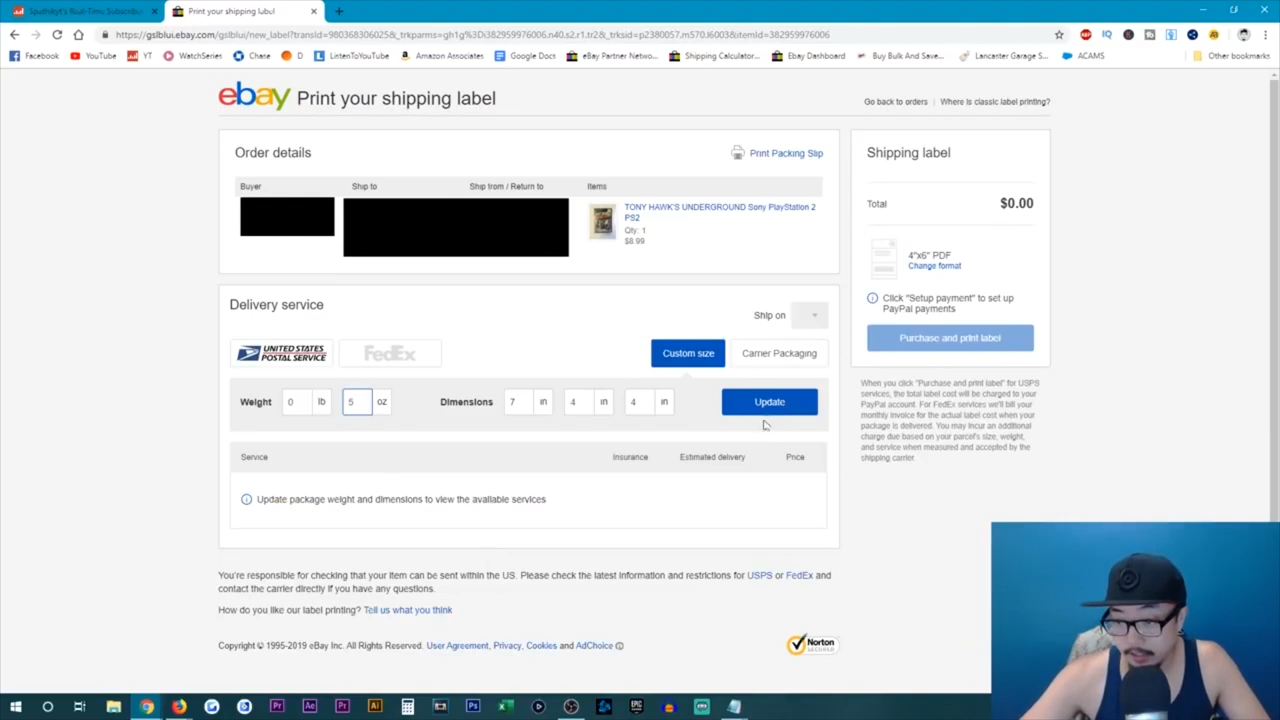 Spathikyt's Real-Time Subscribe
Print your shipping label
https://gslblui.ebay.com/gslblui/new_label?transId=980368306025&_trkparms=gh1g%3DI382959976006.n40.s2.r1.tr2&_trksid=p2380057.m570.l6003&itemId=382959976006
Facebook YouTube YT WatchSeries Chase D ListenToYouTube Amazon Associates Google Docs eBay Partner Networ... Shipping Calculator... Ebay Dashboard Buy Bulk And Save... Lancaster Garage S... ACAMS Other bookmarks
ebay Print your shipping label
Go back to orders | Where is classic label printing?
Order details
Print Packing Slip
Buyer Ship to Ship from / Return to Items
TONY HAWK'S UNDERGROUND Sony PlayStation 2
PS2
Qty: 1
$8.99
Shipping label
Total $0.00
4"x6" PDF
Change format
Click "Setup payment" to set up
PayPal payments
Purchase and print label
When you click "Purchase and print label" for USPS
services, the total label cost will be charged to your
PayPal account. For FedEx services we'll bill your
monthly invoice for the actual label cost when your
package is delivered. You may incur an additional
charge due based on your parcel's size, weight,
and service when measured and accepted by the
shipping carrier
Delivery service
Ship on
UNITED STATES
POSTAL SERVICE
FedEx
Custom size Carrier Packaging
Weight 0 lb 5 oz Dimensions 7 in 4 in 4 in Update
Service Insurance Estimated delivery Price
Update package weight and dimensions to view the available services
You're responsible for checking that your item can be sent within the US. Please check the latest information and restrictions for USPS or FedEx and
contact the carrier directly if you have any questions.
How do you like our label printing? Tell us what you think
Copyright © 1995-2019 eBay Inc. All Rights Reserved. User Agreement, Privacy, Cookies and AdChoice
Norton
SECURED
Pr Ae Pr Ai Ps EPIC